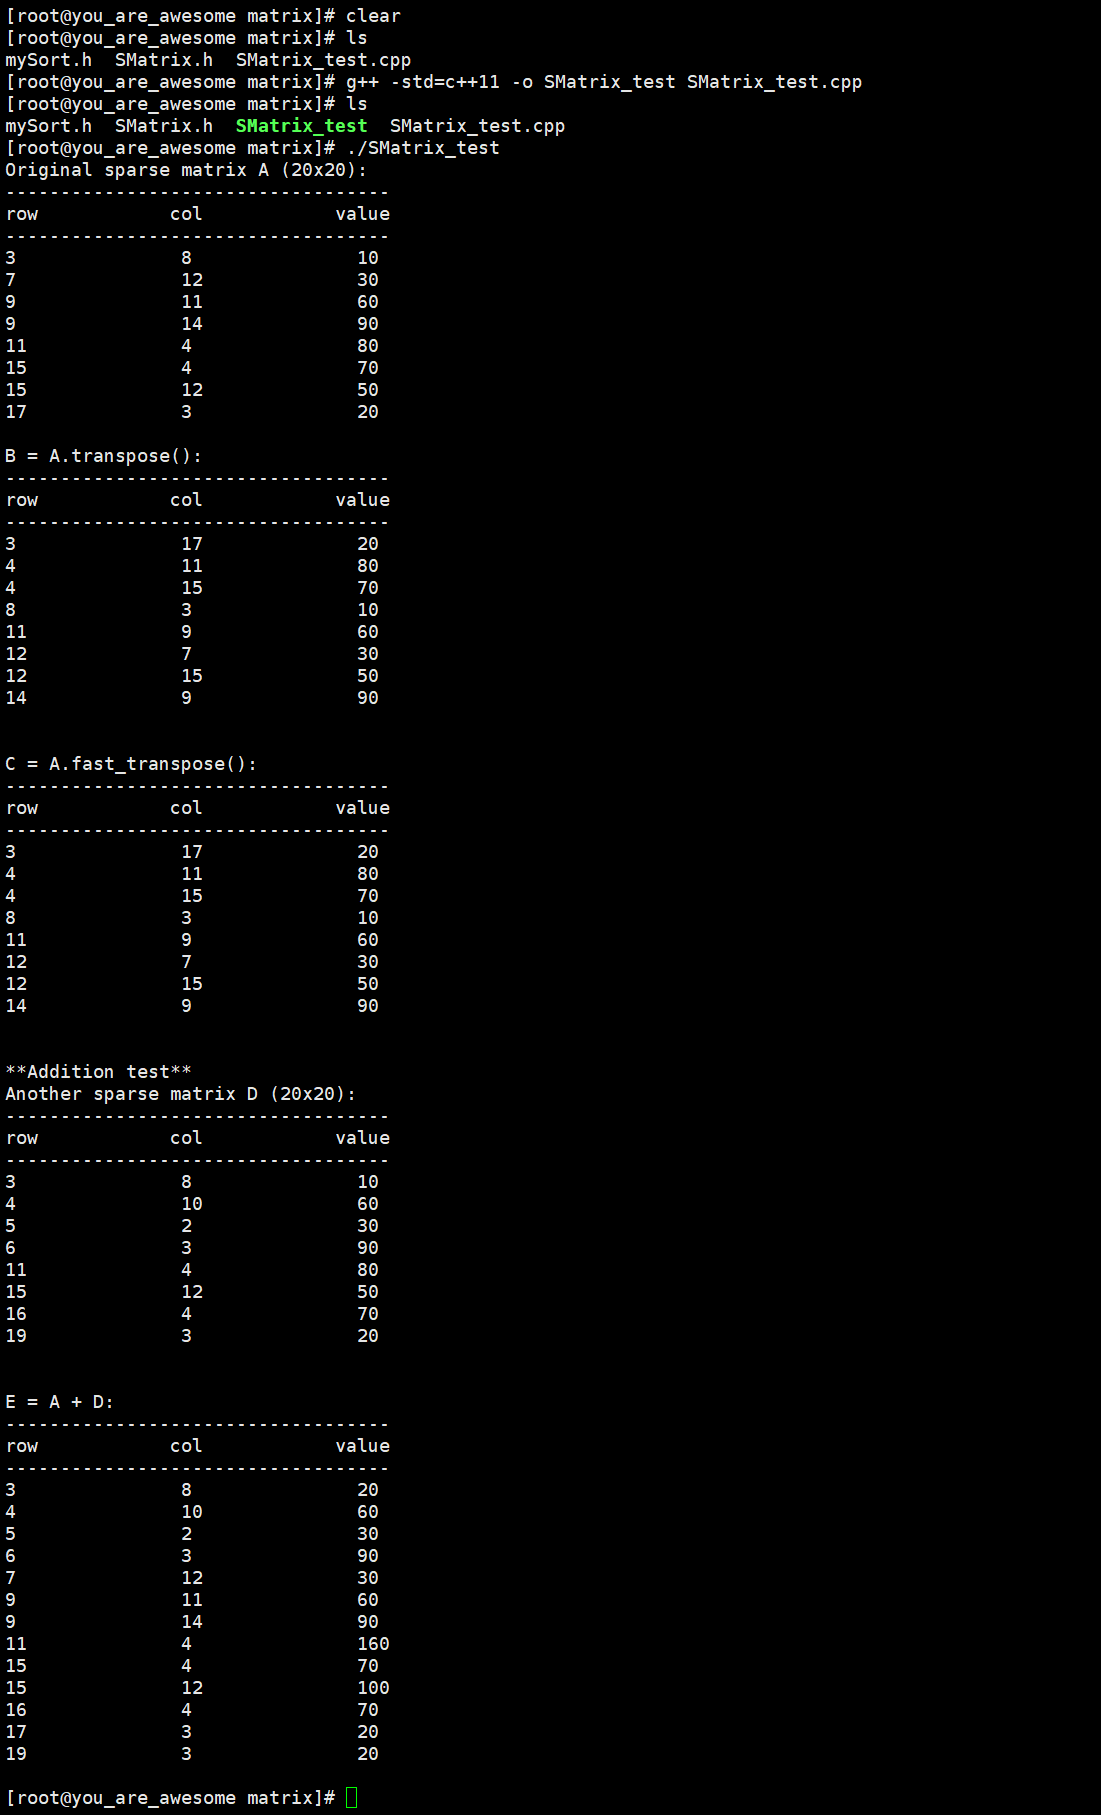 [root@you_are_awesome matrix]# clear
[root@you_are_awesome matrix]# ls
mySort.h  SMatrix.h  SMatrix_test.cpp
[root@you_are_awesome matrix]# g++ -std=c++11 -o SMatrix_test SMatrix_test.cpp
[root@you_are_awesome matrix]# ls
mySort.h  SMatrix.h  SMatrix_test  SMatrix_test.cpp
[root@you_are_awesome matrix]# ./SMatrix_test
Original sparse matrix A (20x20):
-----------------------------------
row            col            value
-----------------------------------
3               8               10
7               12              30
9               11              60
9               14              90
11              4               80
15              4               70
15              12              50
17              3               20

B = A.transpose():
-----------------------------------
row            col            value
-----------------------------------
3               17              20
4               11              80
4               15              70
8               3               10
11              9               60
12              7               30
12              15              50
14              9               90


C = A.fast_transpose():
-----------------------------------
row            col            value
-----------------------------------
3               17              20
4               11              80
4               15              70
8               3               10
11              9               60
12              7               30
12              15              50
14              9               90


**Addition test**
Another sparse matrix D (20x20):
-----------------------------------
row            col            value
-----------------------------------
3               8               10
4               10              60
5               2               30
6               3               90
11              4               80
15              12              50
16              4               70
19              3               20


E = A + D:
-----------------------------------
row            col            value
-----------------------------------
3               8               20
4               10              60
5               2               30
6               3               90
7               12              30
9               11              60
9               14              90
11              4               160
15              4               70
15              12              100
16              4               70
17              3               20
19              3               20

[root@you_are_awesome matrix]#